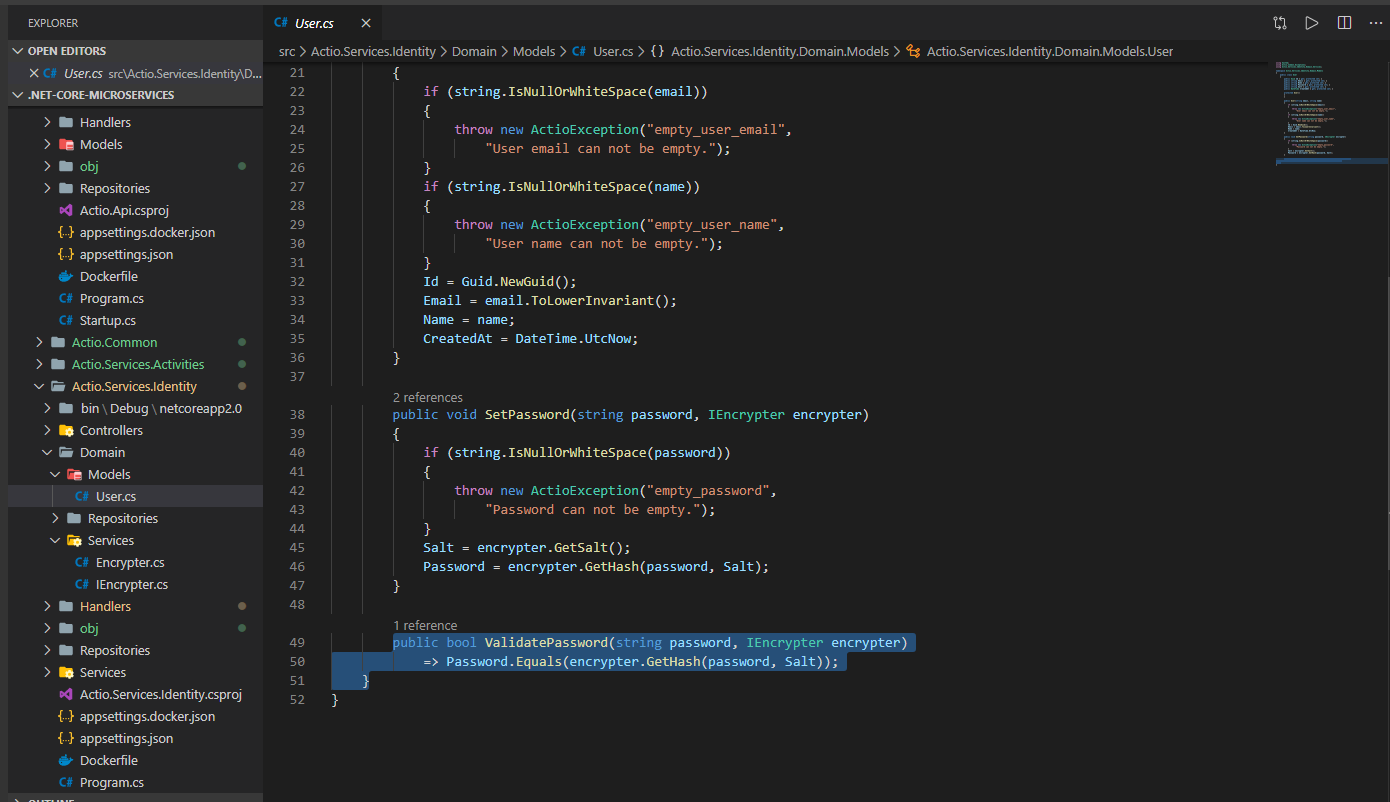 EXPLORER
OPEN EDITORS
User.cs src\Actio.Services.Identity\D...
.NET-CORE-MICROSERVICES
Handlers
Models
obj
Repositories
Actio.Api.csproj
{..} appsettings.docker.json
{..} appsettings.json
Dockerfile
C# Program.cs
C# Startup.cs
Actio.Common
Actio.Services.Activities
Actio.Services.Identity
bin \ Debug \ netcoreapp2.0
Controllers
Domain
Models
C# User.cs
Repositories
Services
C# Encrypter.cs
C# IEncrypter.cs
Handlers
obj
Repositories
Services
Actio.Services.Identity.csproj
{..} appsettings.docker.json
{..} appsettings.json
Dockerfile
C# Program.cs
OUTLINE
C# User.cs
src > Actio.Services.Identity > Domain > Models > C# User.cs > {} Actio.Services.Identity.Domain.Models > Actio.Services.Identity.Domain.Models.User
21 {
22 if (string.IsNullOrWhiteSpace(email))
23 {
24 throw new ActioException("empty_user_email",
25 "User email can not be empty.");
26 }
27 if (string.IsNullOrWhiteSpace(name))
28 {
29 throw new ActioException("empty_user_name",
30 "User name can not be empty.");
31 }
32 Id = Guid.NewGuid();
33 Email = email.ToLowerInvariant();
34 Name = name;
35 CreatedAt = DateTime.UtcNow;
36 }
37
2 references
38 public void SetPassword(string password, IEncrypter encrypter)
39 {
40 if (string.IsNullOrWhiteSpace(password))
41 {
42 throw new ActioException("empty_password",
43 "Password can not be empty.");
44 }
45 Salt = encrypter.GetSalt();
46 Password = encrypter.GetHash(password, Salt);
47 }
48
1 reference
49 public bool ValidatePassword(string password, IEncrypter encrypter)
50 => Password.Equals(encrypter.GetHash(password, Salt));
51 }
52 }